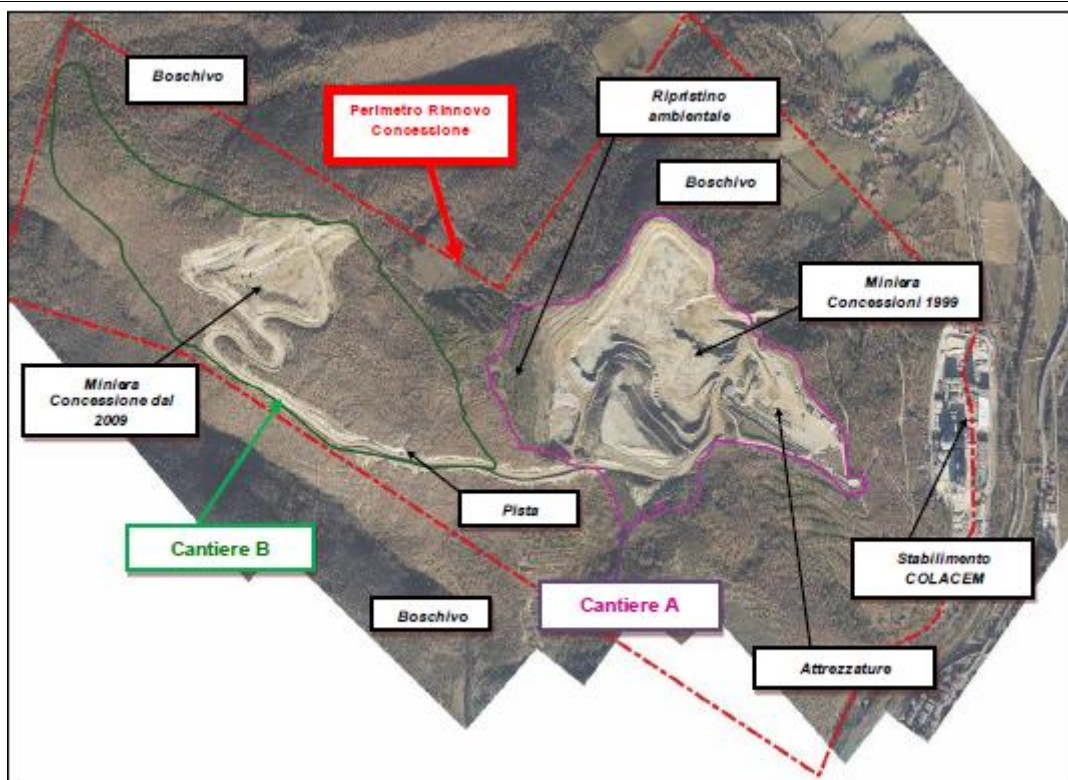 Boschivo
Perimetro Rinnovo
Concessione
Ripristino
ambientale
Boschivo
Miniera
Concessioni 1999
Miniera
Concessione dal
2009
Pista
Cantiere B
Stabilimento
COLACEM
Cantiere A
Boschivo
Attrezzature